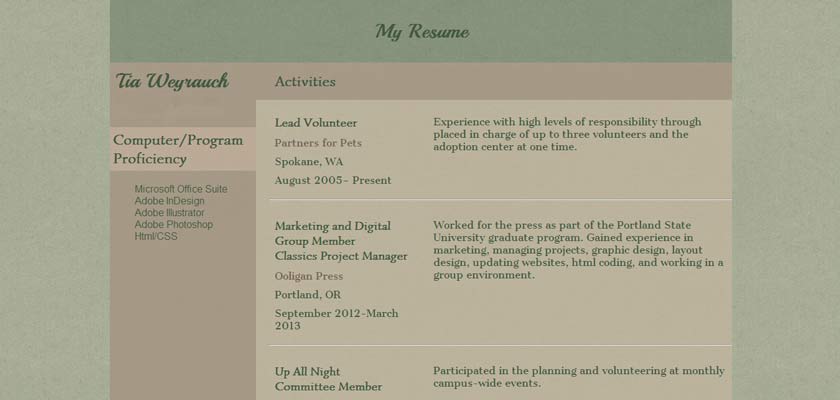 My Resume
Tia Weyrauch
Computer/Program
Proficiency
Microsoft Office Suite
Adobe InDesign
Adobe Illustrator
Adobe Photoshop
Html/CSS
Activities
Lead Volunteer
Partners for Pets
Spokane, WA
August 2005- Present
Experience with high levels of responsibility through
placed in charge of up to three volunteers and the
adoption center at one time.
Marketing and Digital
Group Member
Classics Project Manager
Ooligan Press
Portland, OR
September 2012-March
2013
Worked for the press as part of the Portland State
University graduate program. Gained experience in
marketing, managing projects, graphic design, layout
design, updating websites, html coding, and working in a
group environment.
Up All Night
Committee Member
Participated in the planning and volunteering at monthly
campus-wide events.